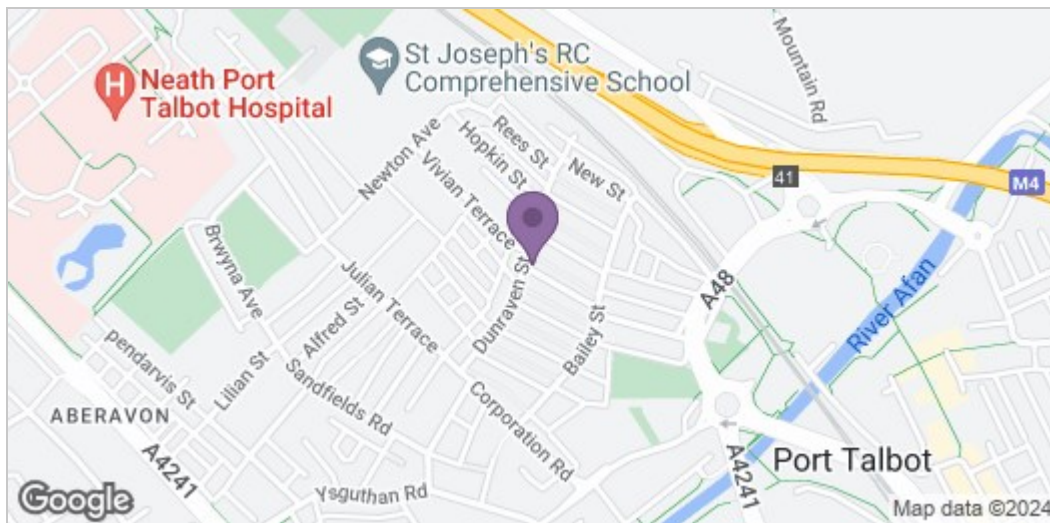 St Joseph's RC
Comprehensive School
Neath Port
Talbot Hospital
H
Mountain Rd
Rees St
Hopkin St
New St
Newton Ave
Vivian Terrace
41
M4
Brwyna Ave
Julian Terrace
Dunraven St
A48
River Afan
Alfred St
Bailey St
pendarvis St
Lilian St
Sandfields Rd
ABERAVON
Corporation Rd
A4241
A4241
Port Talbot
Ysguthan Rd
Google
Map data ©2024